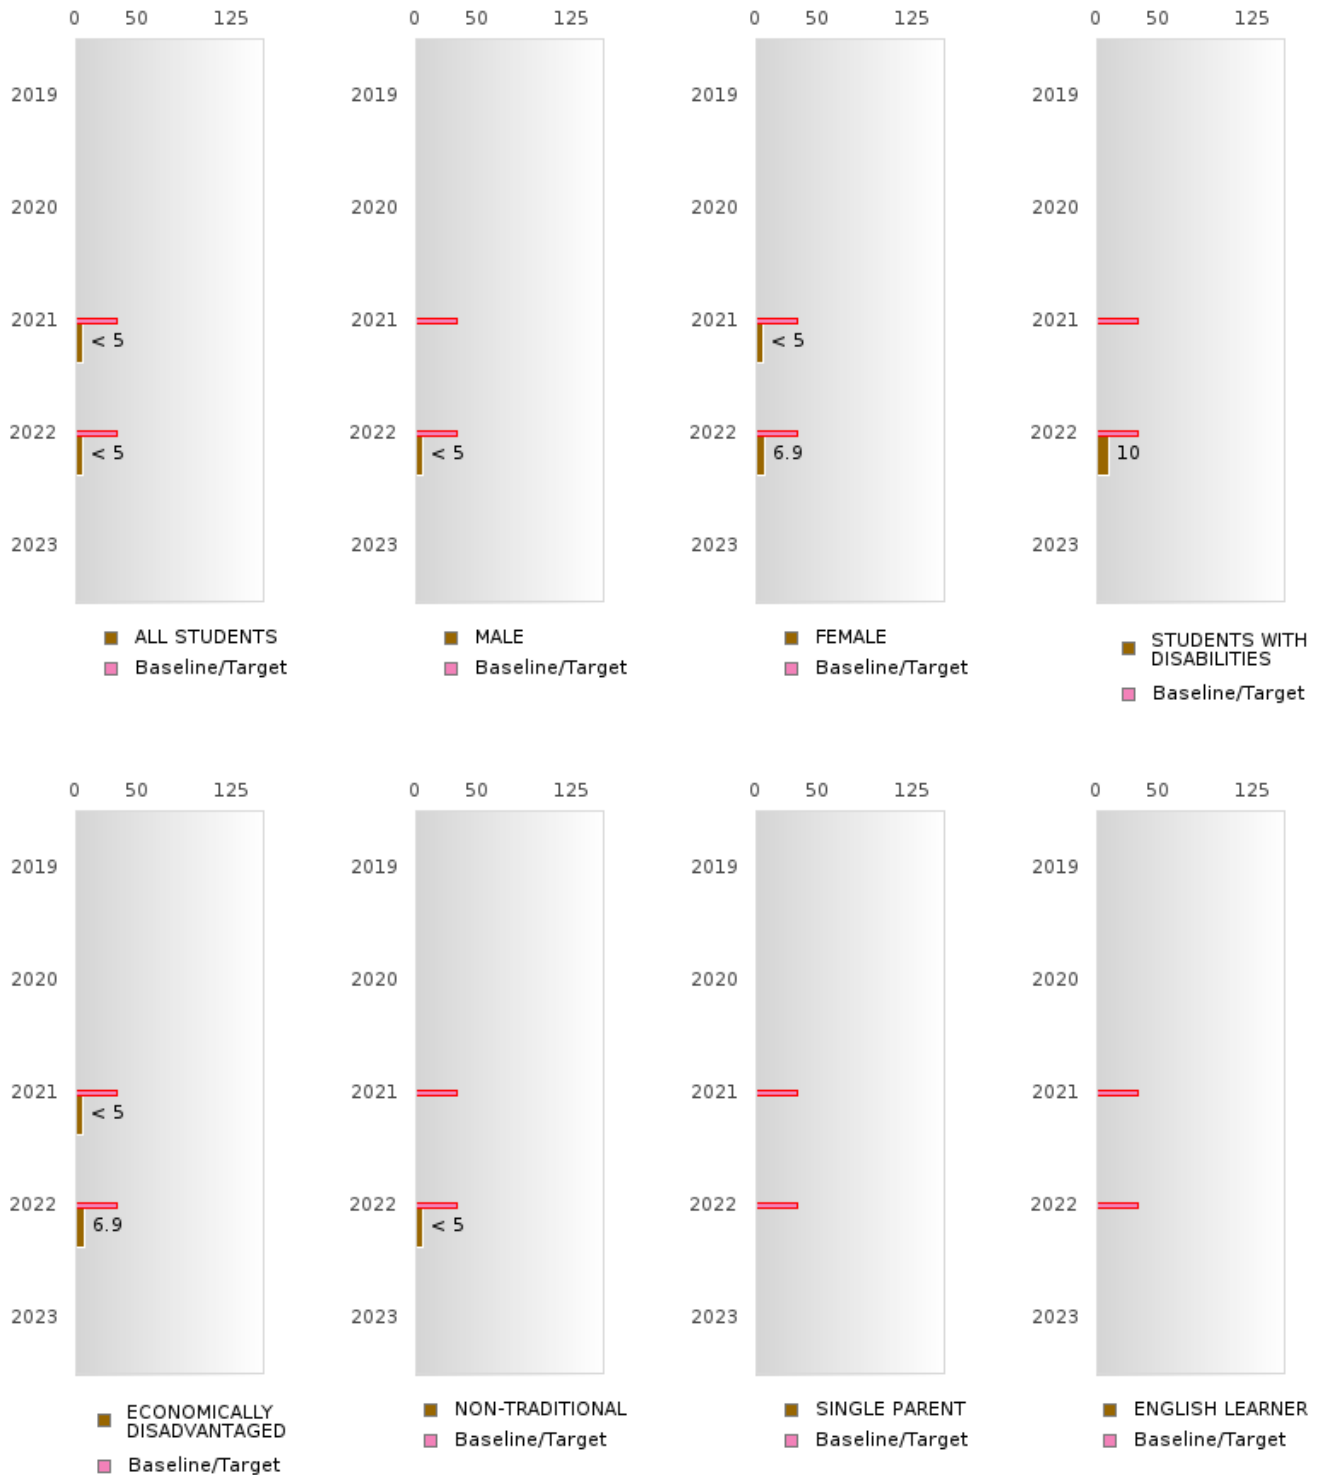 0 50 125 0 50 125 0 50 125 0 50 125
2019 2019 2019 2019
2020 2020 2020 2020
2021 2021 2021 2021
< 5 < 5
2022 2022 2022 2022
< 5 < 5 6.9 10
2023 2023 2023 2023
ALL STUDENTS MALE FEMALE STUDENTS WITH
DISABILITIES
Baseline/Target Baseline/Target Baseline/Target Baseline/Target
0 50 125 0 50 125 0 50 125 0 50 125
2019 2019 2019 2019
2020 2020 2020 2020
2021 2021 2021 2021
< 5
2022 2022 2022 2022
6.9 < 5
2023 2023 2023 2023
ECONOMICALLY NON-TRADITIONAL SINGLE PARENT ENGLISH LEARNER
DISADVANTAGED
Baseline/Target Baseline/Target Baseline/Target Baseline/Target